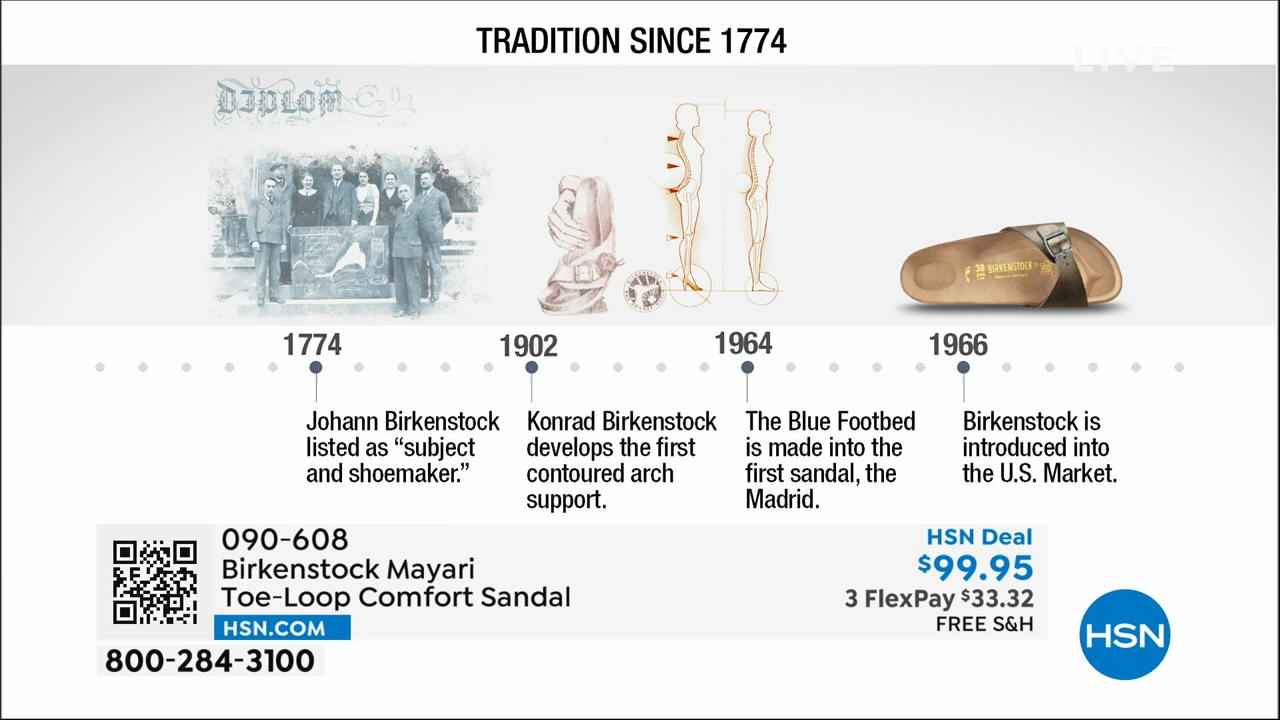 TRADITION SINCE 1774
LIVE
Diplom
38
BIRKENSTOCK
1774
1902
1964
1966
Johann Birkenstock
listed as “subject
and shoemaker.”
Konrad Birkenstock
develops the first
contoured arch
support.
The Blue Footbed
is made into the
first sandal, the
Madrid.
Birkenstock is
introduced into
the U.S. Market.
090-608
Birkenstock Mayari
Toe-Loop Comfort Sandal
HSN.COM
800-284-3100
HSN Deal
$99.95
3 FlexPay $33.32
FREE S&H
HSN